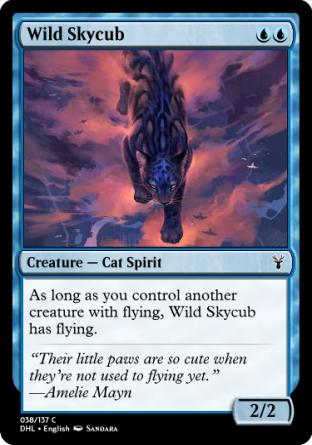 Wild Skycub
Creature — Cat Spirit
As long as you control another
creature with flying, Wild Skycub
has flying.
“Their little paws are so cute when
they’re not used to flying yet.”
—Amelie Mayn
2/2
038/137 C
DHL • English SANDARA